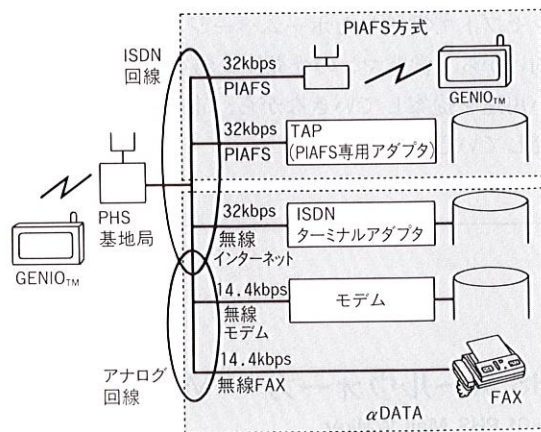 PIAFS方式
ISDN
回線
32kbps
PIAFS
GENIO™
32kbps
PIAFS
TAP
(PIAFS専用アダプタ)
PHS
基地局
GENIO™
32kbps
無線
インターネット
ISDN
ターミナルアダプタ
14.4kbps
無線
モデム
モデム
アナログ
回線
14.4kbps
無線FAX
FAX
αDATA